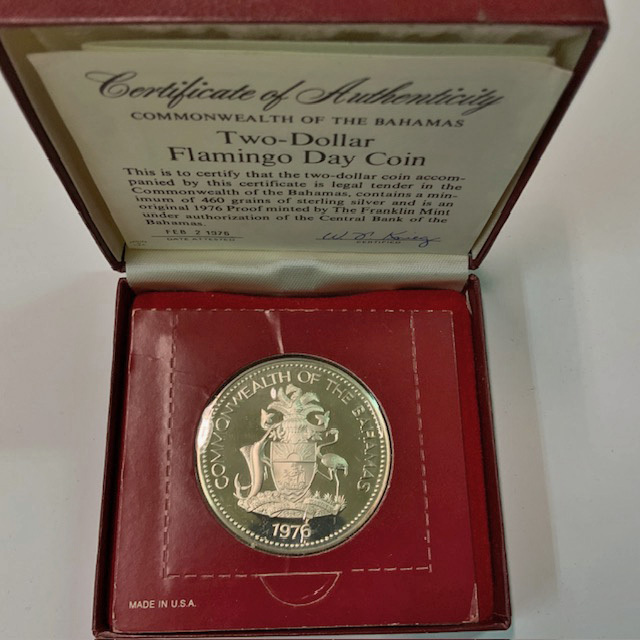 Certificate of Authenticity
COMMONWEALTH OF THE BAHAMAS
Two-Dollar
Flamingo Day Coin
This is to certify that the two-dollar coin accom-
panied by this certificate is legal tender in the
Commonwealth of the Bahamas, contains a min-
imum of 460 grains of sterling silver and is an
original 1976 Proof minted by The Franklin Mint
under authorization of the Central Bank of the
Bahamas.
FEB 2 1976
DATE ATTESTED
CERTIFIER
COMMONWEALTH OF THE BAHAMAS
1976
MADE IN U.S.A.